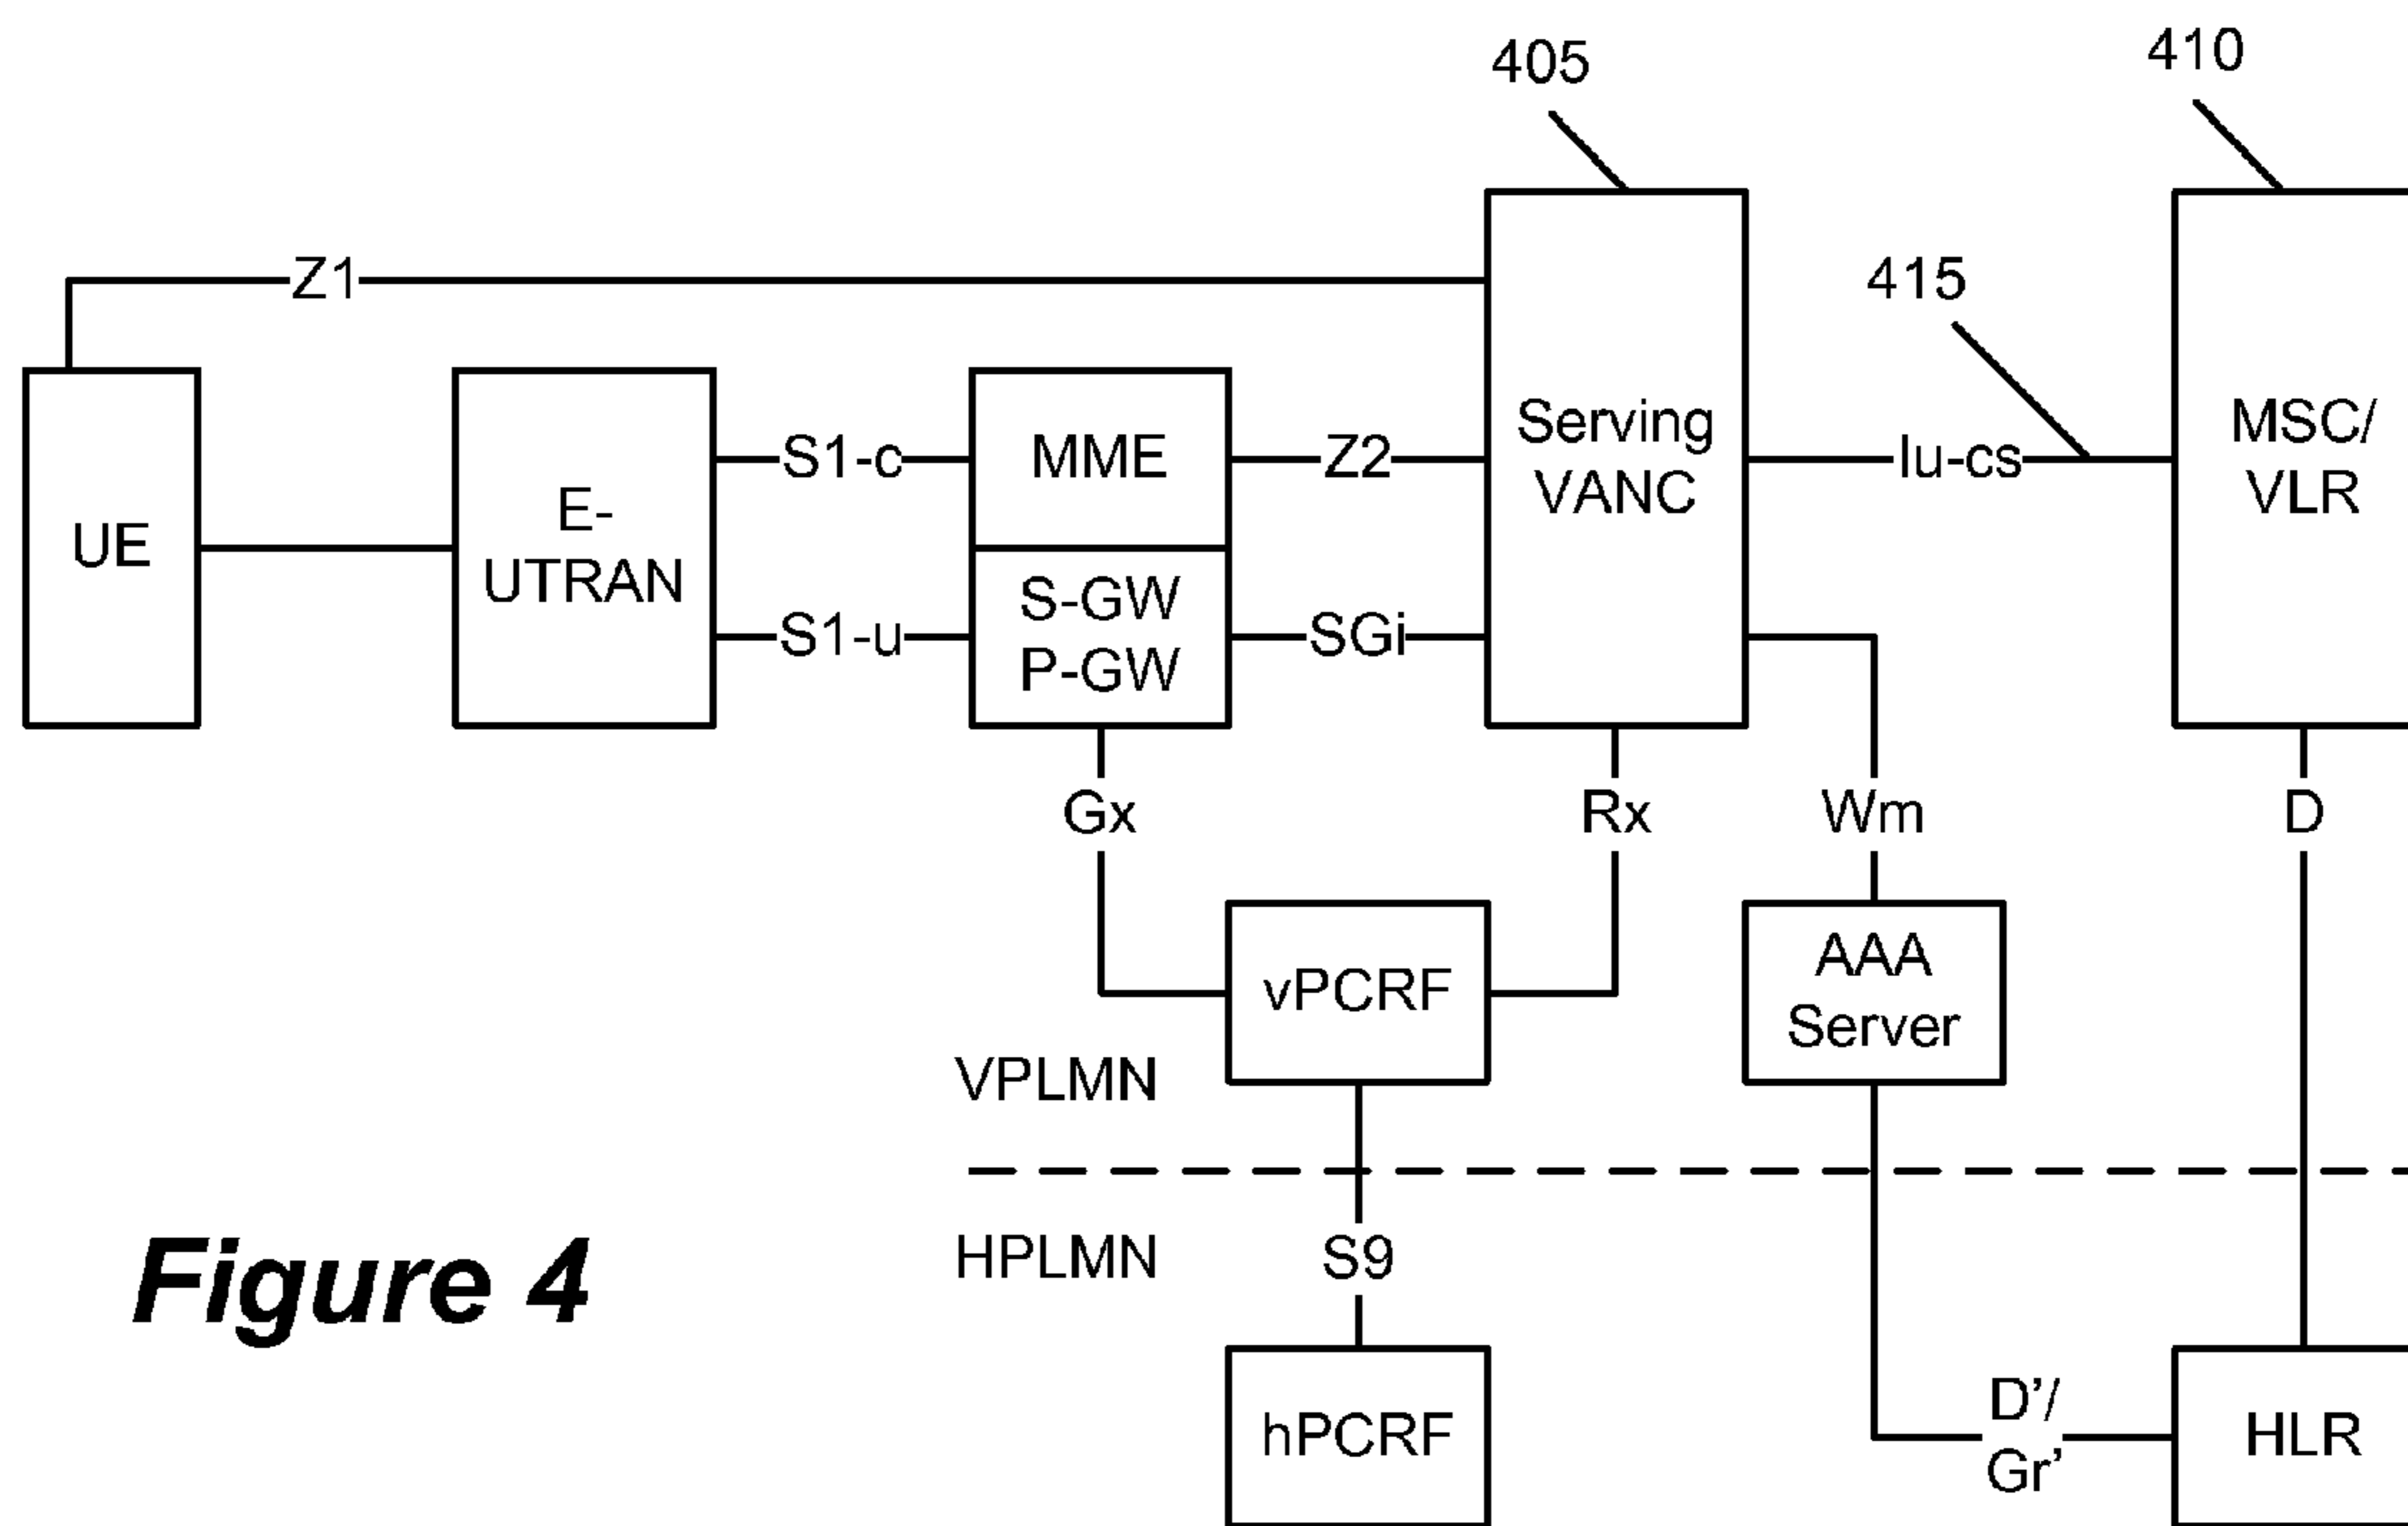 405
410
Z1
415
UE
E-
UTRAN
S1-c
MME
Z2
Serving
VANC
Iu-cs
MSC/
VLR
S1-u
S-GW
P-GW
SGi
Gx
Rx
Wm
D
vPCRF
AAA
Server
VPLMN
HPLMN
S9
Figure 4
hPCRF
D’/
Gr’
HLR